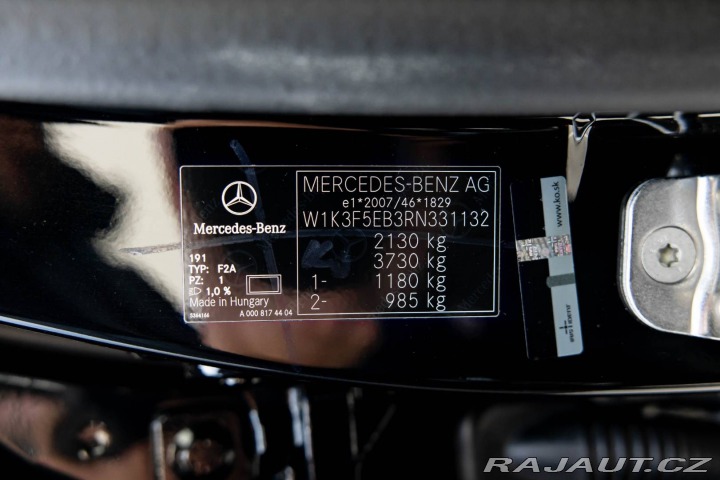 MERCEDES-BENZ AG
e1*2007/46*1829
W1K3F5EB3RN331132
2130 kg
3730 kg
1- 1180 kg
2- 985 kg
Mercedes-Benz
191
TYP: F2A
PZ: 1
1,0 %
Made in Hungary
A 000 817 44 04
www.ko.sk
RAJAUT.CZ